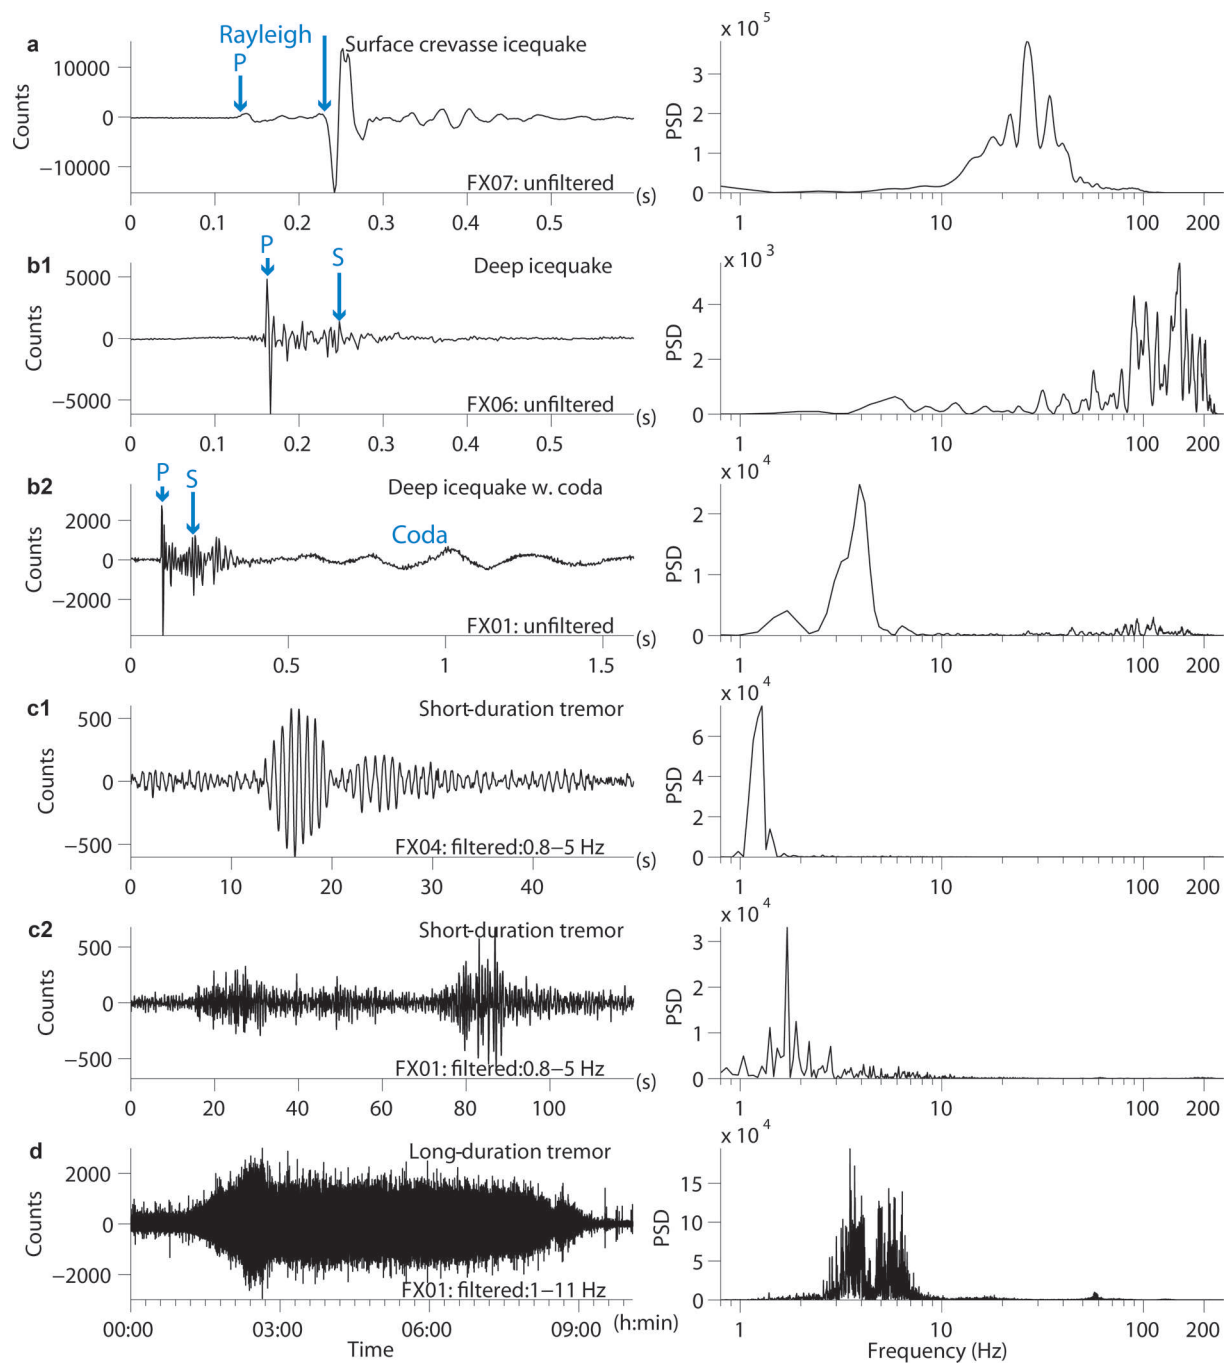 a
Rayleigh
P
Surface crevasse icequake
Counts
10000
0
−10000
FX07: unfiltered
(s)
0 0.1 0.2 0.2 0.4 0.5
x 10^5
PSD
3
2
1
0
1 10 100 200
b1
P
S
Deep icequake
Counts
5000
0
−5000
FX06: unfiltered
(s)
0 0.1 0.2 0.3 0.4 0.5
x 10^3
PSD
4
2
0
1 10 100 200
b2
P
S
Deep icequake w. coda
Coda
Counts
2000
0
−2000
FX01: unfiltered
0 0.5 1 1.5
(s)
x 10^4
PSD
2
1
0
1 10 100 200
c1
Short-duration tremor
Counts
500
0
−500
FX04: filtered:0.8−5 Hz
(s)
0 10 20 30 40
x 10^4
PSD
6
4
2
0
1 10 100 200
c2
Short-duration tremor
Counts
500
0
−500
FX01: filtered:0.8−5 Hz
(s)
0 20 40 60 80 100
x 10^4
PSD
3
2
1
0
1 10 100 200
d
Long-duration tremor
Counts
2000
0
−2000
FX01: filtered:1−11 Hz
00:00 03:00 06:00 09:00
(h:min)
Time
x 10^4
PSD
15
10
5
0
1 10 100 200
Frequency (Hz)